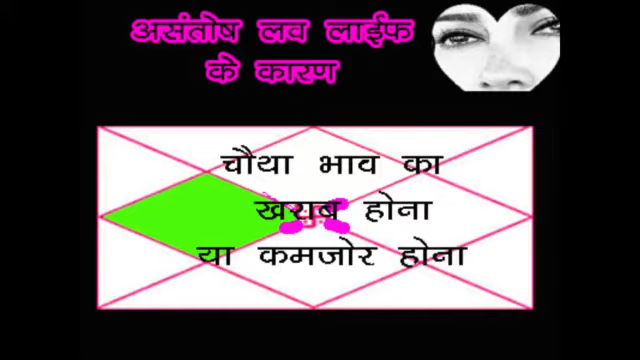 असंतोष लव लाईफ
के कारण
चौथा भाव का
खराब होना
या कमजोर होना